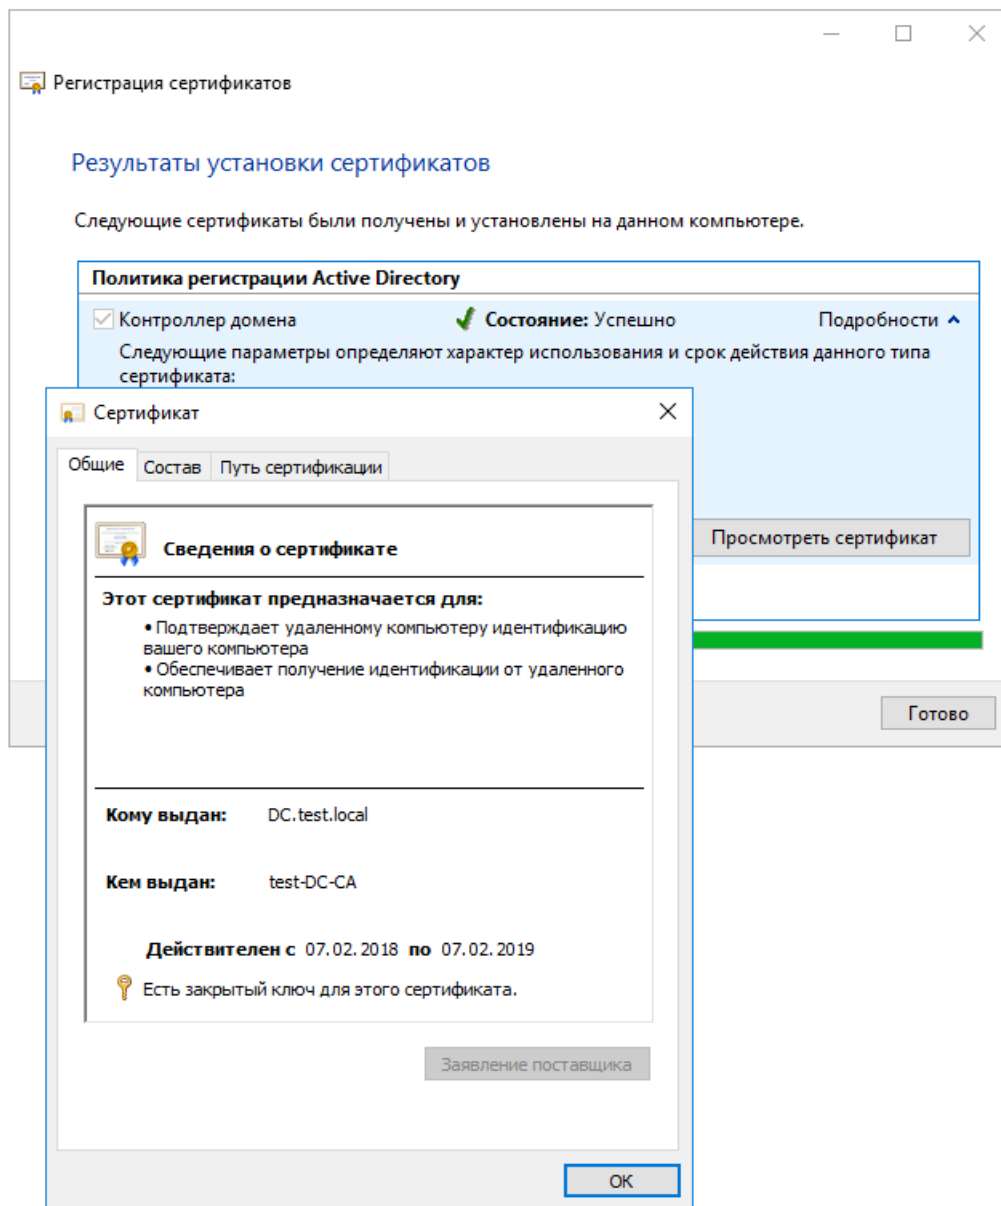 Регистрация сертификатов
Результаты установки сертификатов
Следующие сертификаты были получены и установлены на данном компьютере.
Политика регистрации Active Directory
Контроллер домена Состояние: Успешно Подробности
Следующие параметры определяют характер использования и срок действия данного типа
сертификата:
Просмотреть сертификат
Готово
Сертификат
Общие Состав Путь сертификации
Сведения о сертификате
Этот сертификат предназначается для:
• Подтверждает удаленному компьютеру идентификацию
вашего компьютера
• Обеспечивает получение идентификации от удаленного
компьютера
Кому выдан: DC.test.local
Кем выдан: test-DC-CA
Действителен с 07.02.2018 по 07.02.2019
Есть закрытый ключ для этого сертификата.
Заявление поставщика
OK